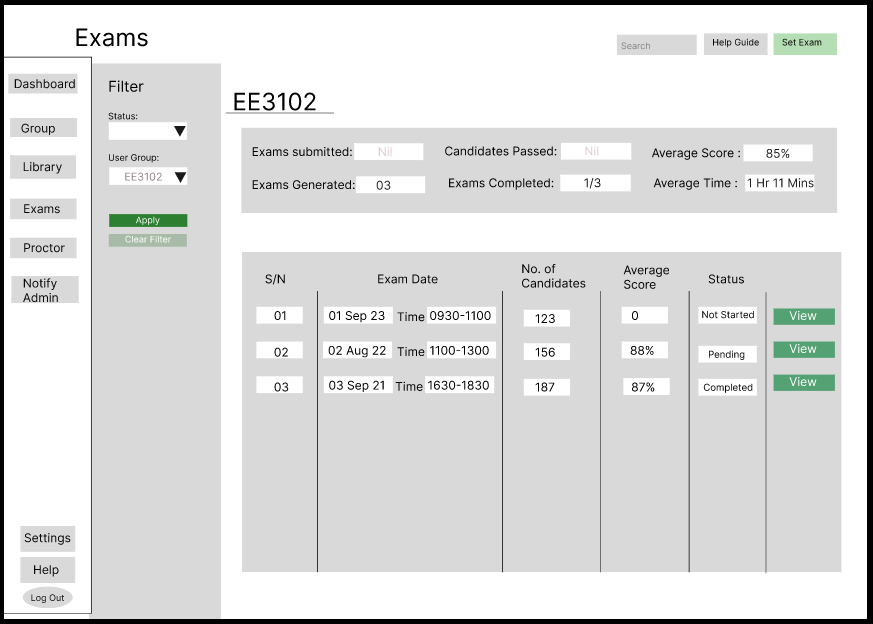 Exams
Search
Help Guide
Set Exam
Dashboard
Group
Library
Exams
Proctor
Notify
Admin
Settings
Help
Log Out
Filter
Status:
User Group:
EE3102
Apply
Clear Filter
EE3102
Exams submitted: Nil Candidates Passed: Nil Average Score : 85%
Exams Generated: 03 Exams Completed: 1/3 Average Time : 1 Hr 11 Mins
S/N Exam Date No. of Candidates Average Score Status
01 01 Sep 23 Time 0930-1100 123 0 Not Started View
02 02 Aug 22 Time 1100-1300 156 88% Pending View
03 03 Sep 21 Time 1630-1830 187 87% Completed View